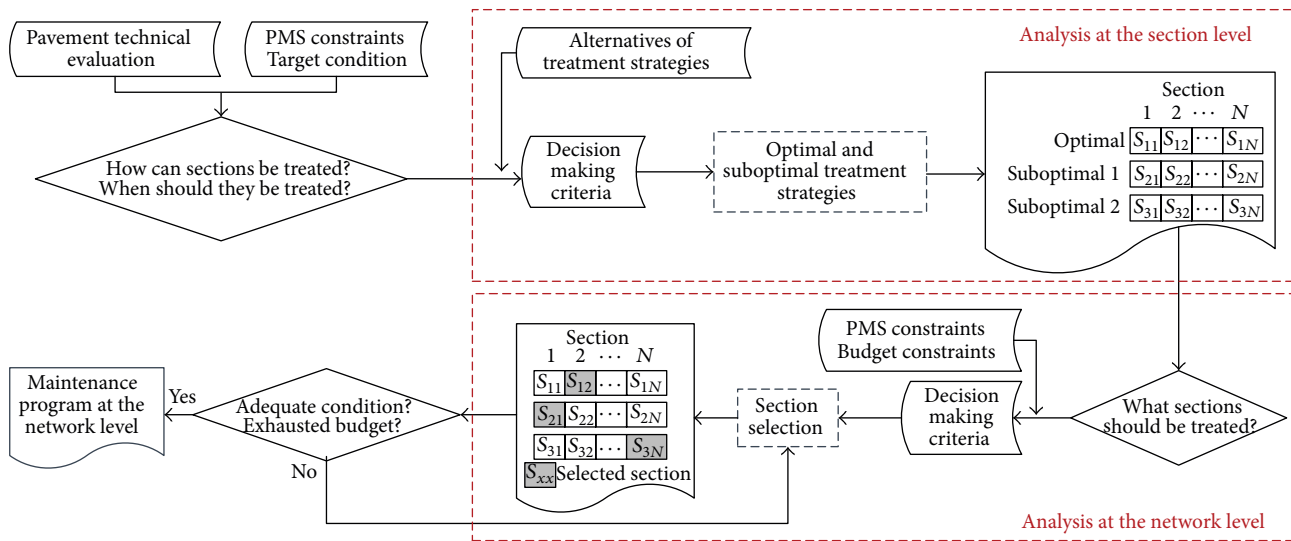 Pavement technical
evaluation
PMS constraints
Target condition
How can sections be treated?
When should they be treated?
Analysis at the section level
Alternatives of
treatment strategies
Decision
making
criteria
Optimal and
suboptimal treatment
strategies
Section
1 2 ⋯ N
Optimal S11 S12 ⋯ S1N
Suboptimal 1 S21 S22 ⋯ S2N
Suboptimal 2 S31 S32 ⋯ S3N
PMS constraints
Budget constraints
What sections
should be treated?
Decision
making
criteria
Section
selection
Section
1 2 ⋯ N
S11 S12 ⋯ S1N
S21 S22 ⋯ S2N
S31 S32 ⋯ S3N
Sxx Selected section
Adequate condition?
Exhausted budget?
Yes
No
Maintenance
program at the
network level
Analysis at the network level